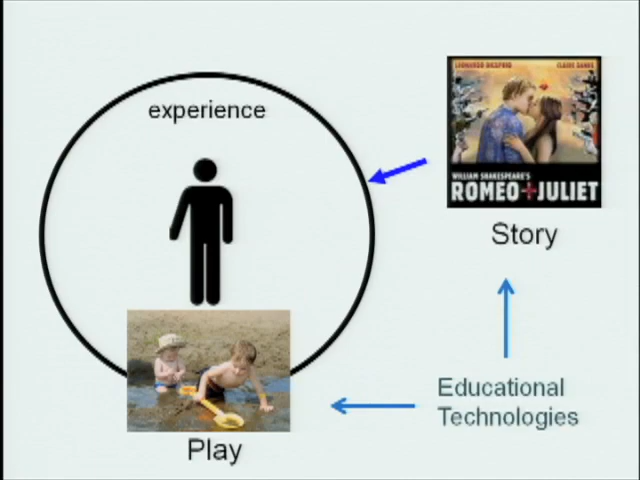 experience
LEONARDO DICAPRIO CLAIRE DANES
WILLIAM SHAKESPEARE'S
ROMEO+JULIET
Story
Educational
Technologies
Play